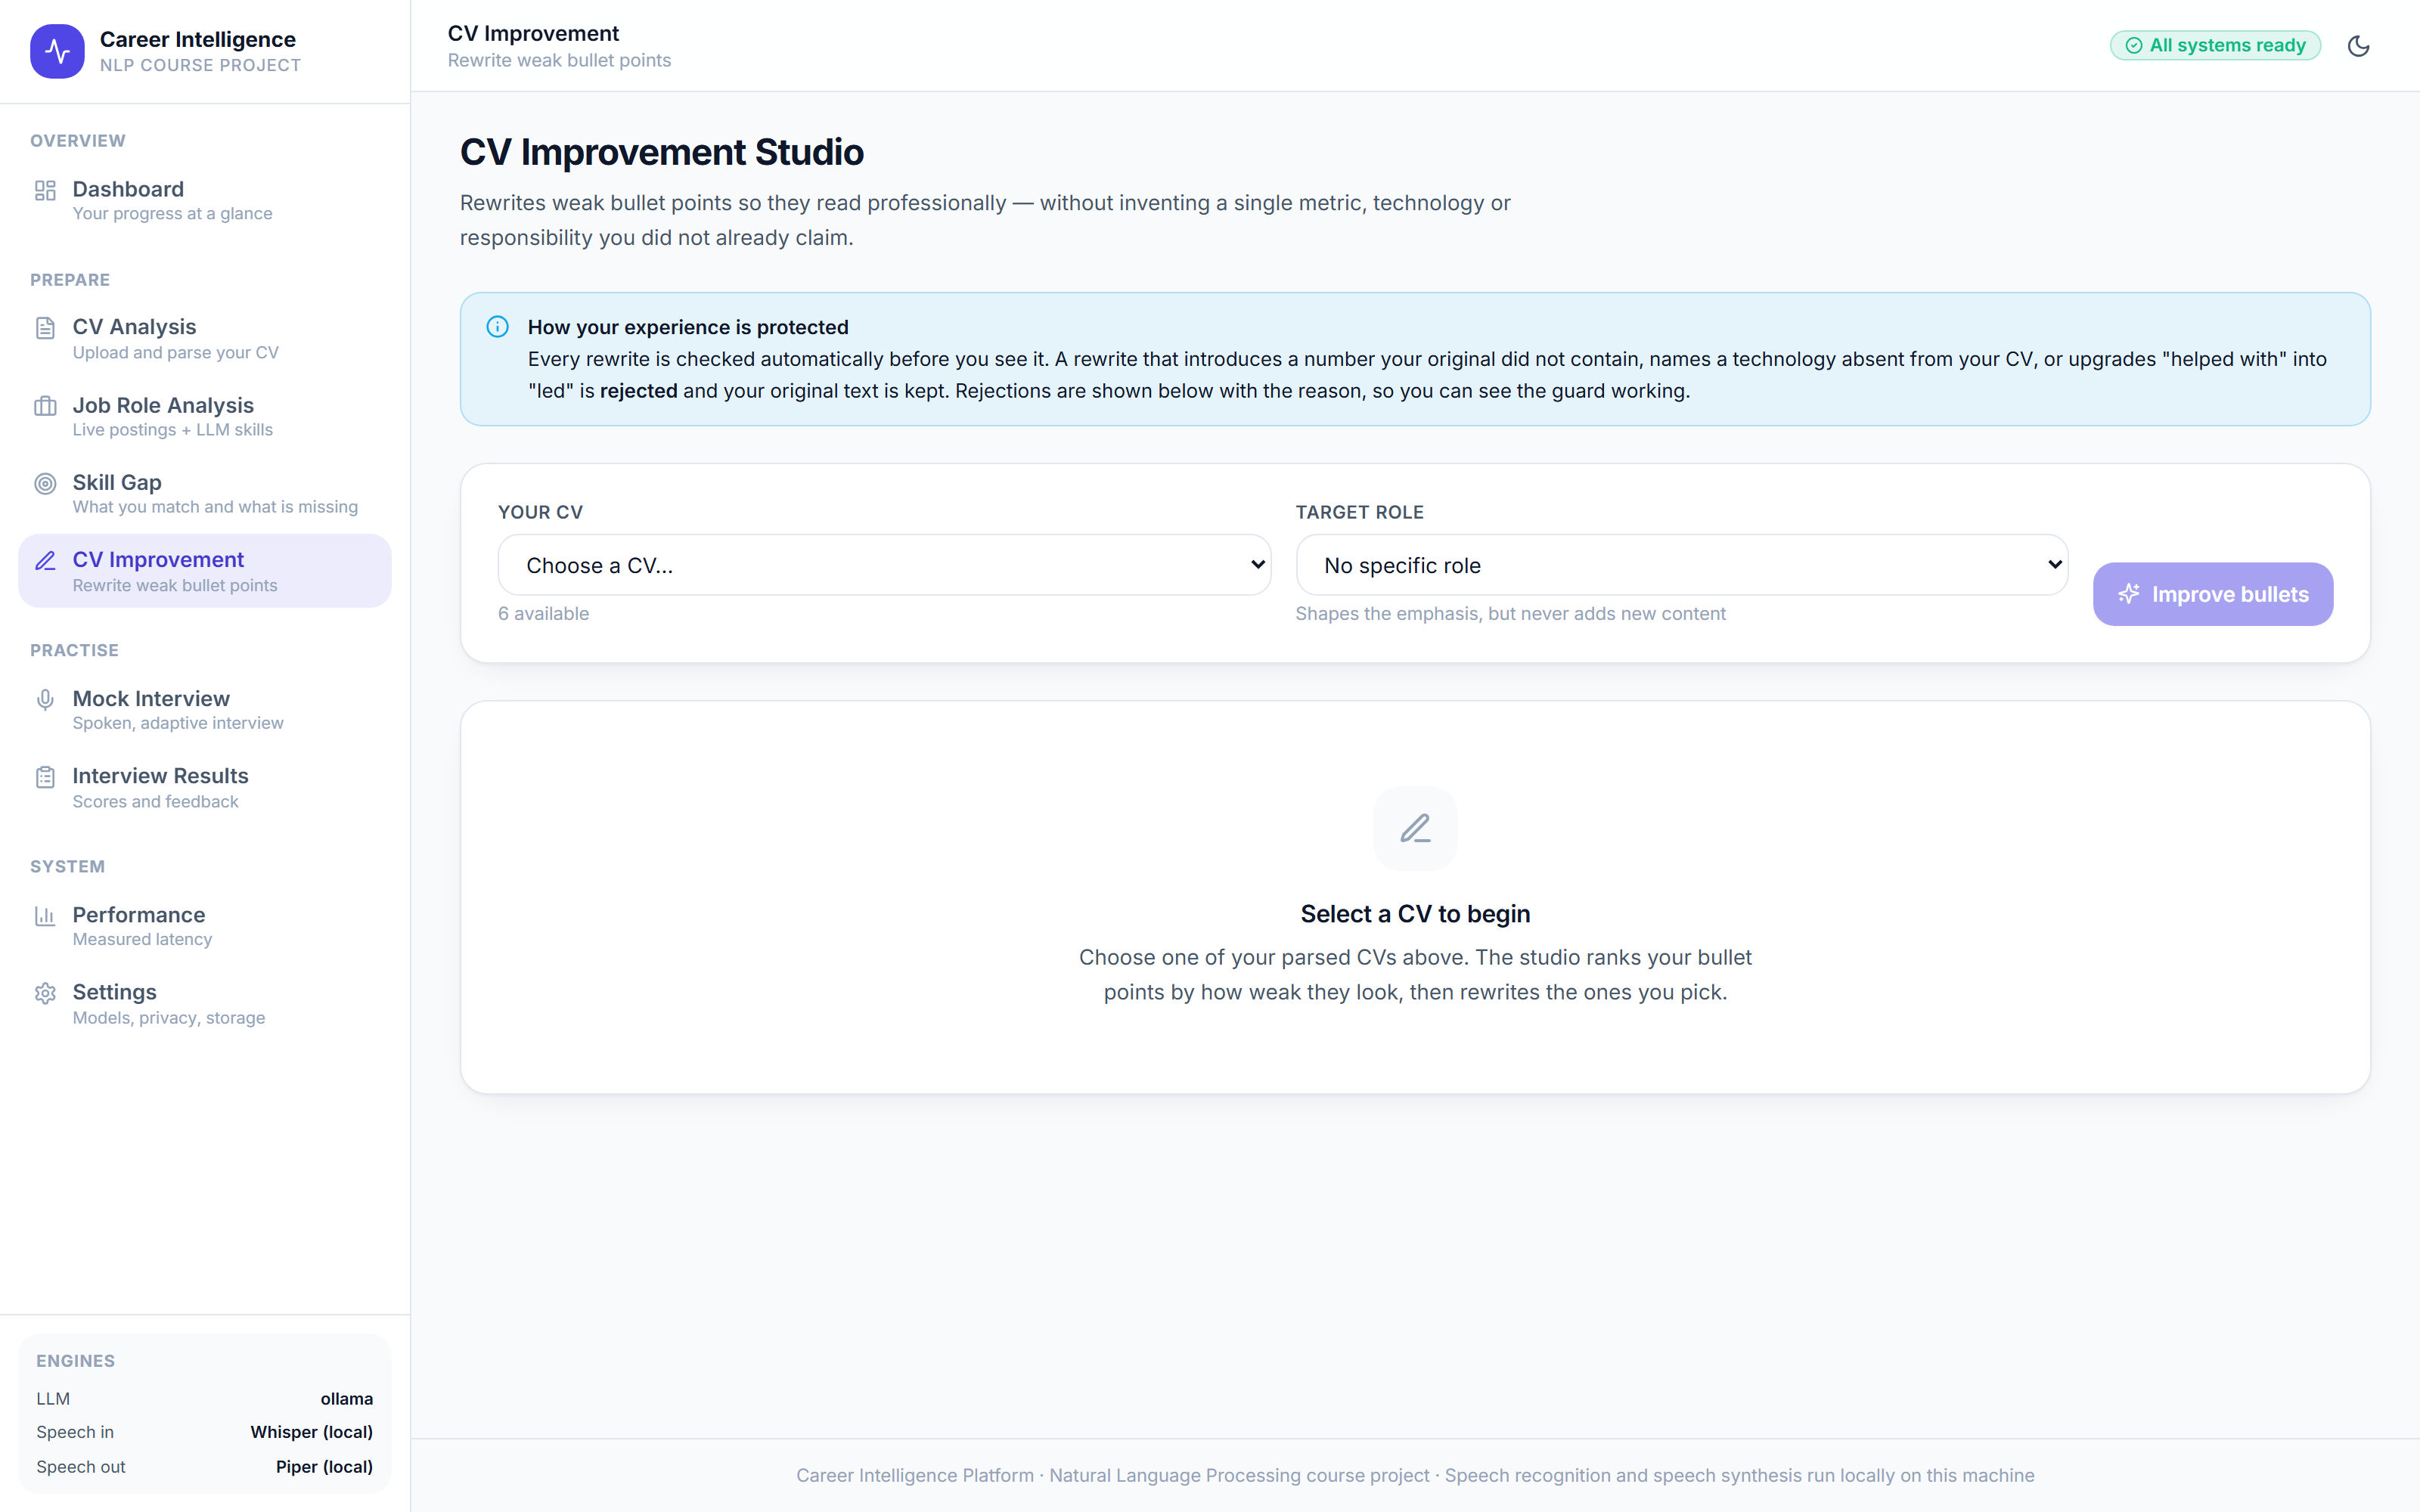 Career Intelligence
NLP COURSE PROJECT
OVERVIEW
Dashboard
Your progress at a glance
PREPARE
CV Analysis
Upload and parse your CV
Job Role Analysis
Live postings + LLM skills
Skill Gap
What you match and what is missing
CV Improvement
Rewrite weak bullet points
PRACTISE
Mock Interview
Spoken, adaptive interview
Interview Results
Scores and feedback
SYSTEM
Performance
Measured latency
Settings
Models, privacy, storage
ENGINES
LLM ollama
Speech in Whisper (local)
Speech out Piper (local)
CV Improvement
Rewrite weak bullet points
All systems ready
CV Improvement Studio
Rewrites weak bullet points so they read professionally — without inventing a single metric, technology or
responsibility you did not already claim.
How your experience is protected
Every rewrite is checked automatically before you see it. A rewrite that introduces a number your original did not contain, names a technology absent from your CV, or upgrades "helped with" into
"led" is rejected and your original text is kept. Rejections are shown below with the reason, so you can see the guard working.
YOUR CV
Choose a CV...
6 available
TARGET ROLE
No specific role
Shapes the emphasis, but never adds new content
Improve bullets
Select a CV to begin
Choose one of your parsed CVs above. The studio ranks your bullet
points by how weak they look, then rewrites the ones you pick.
Career Intelligence Platform · Natural Language Processing course project · Speech recognition and speech synthesis run locally on this machine